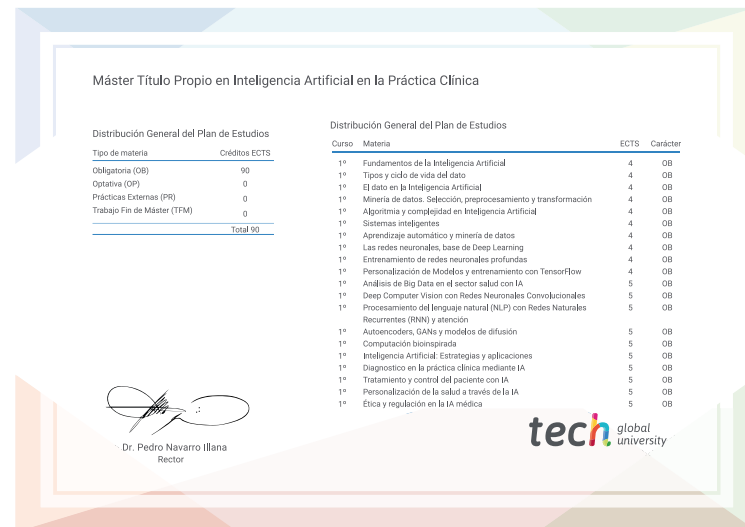 Máster Título Propio en Inteligencia Artificial en la Práctica Clínica
Distribución General del Plan de Estudios
Tipo de materia Créditos ECTS
Obligatoria (OB) 90
Optativa (OP) 0
Prácticas Externas (PR) 0
Trabajo Fin de Máster (TFM) 0
Total 90
Distribución General del Plan de Estudios
Curso Materia ECTS Carácter
1º Fundamentos de la Inteligencia Artificial 4 OB
1º Tipos y ciclo de vida del dato 4 OB
1º El dato en la Inteligencia Artificial 4 OB
1º Minería de datos. Selección, preprocesamiento y transformación 4 OB
1º Algoritmia y complejidad en Inteligencia Artificial 4 OB
1º Sistemas inteligentes 4 OB
1º Aprendizaje automático y minería de datos 4 OB
1º Las redes neuronales, base de Deep Learning 4 OB
1º Entrenamiento de redes neuronales profundas 4 OB
1º Personalización de Modelos y entrenamiento con TensorFlow 4 OB
1º Análisis de Big Data en el sector salud con IA 5 OB
1º Deep Computer Vision con Redes Neuronales Convolucionales 5 OB
1º Procesamiento del lenguaje natural (NLP) con Redes Naturales 5 OB
Recurrentes (RNN) y atención
1º Autoencoders, GANs y modelos de difusión 5 OB
1º Computación bioinspirada 5 OB
1º Inteligencia Artificial: Estrategias y aplicaciones 5 OB
1º Diagnostico en la práctica clínica mediante IA 5 OB
1º Tratamiento y control del paciente con IA 5 OB
1º Personalización de la salud a través de la IA 5 OB
1º Ética y regulación en la IA médica 5 OB
Dr. Pedro Navarro Illana
Rector
tech global
university